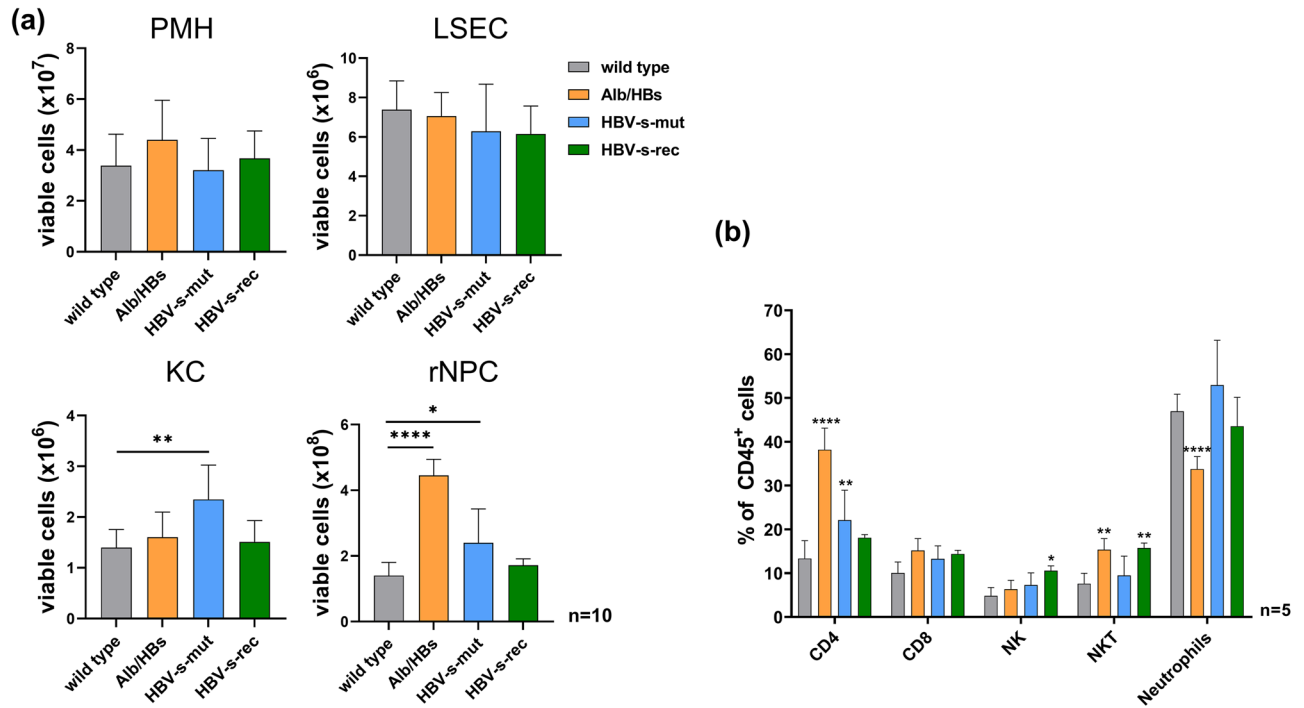 (a)
PMH
viable cells (x10⁷)
8
6
4
2
0
wild type
Alb/HBs
HBV-s-mut
HBV-s-rec
LSEC
viable cells (x10⁶)
10
8
6
4
2
0
wild type
Alb/HBs
HBV-s-mut
HBV-s-rec
wild type
Alb/HBs
HBV-s-mut
HBV-s-rec
KC
viable cells (x10⁶)
4
3
2
1
0
**
wild type
Alb/HBs
HBV-s-mut
HBV-s-rec
rNPC
viable cells (x10⁸)
6
4
2
0
*
****
wild type
Alb/HBs
HBV-s-mut
HBV-s-rec
n=10
(b)
% of CD45⁺ cells
70
60
50
40
30
20
10
0
****
**
*
**
**
****
CD4
CD8
NK
NKT
Neutrophils
n=5